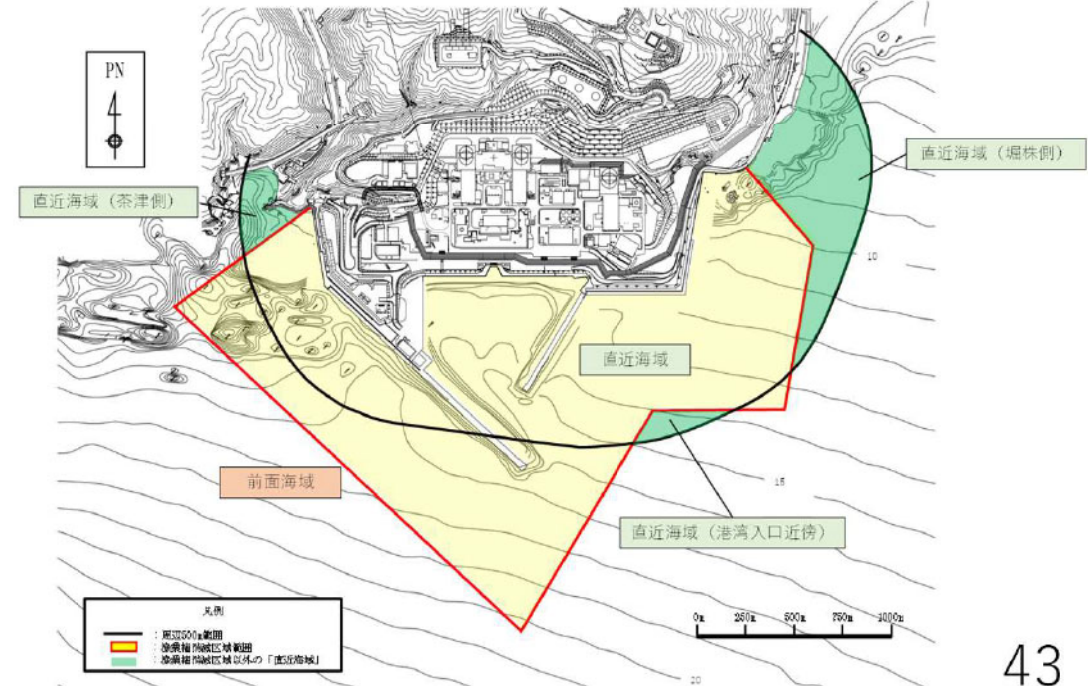 PN
直近海域（堀株側）
直近海域（茶津側）
10
直近海域
前面海域
15
直近海域（港湾入口近傍）
凡例
：周辺500m範囲
：漁業権消滅区域範囲
：漁業権消滅区域以外の「直近海域」
0m 250m 500m 750m 1000m
20
43